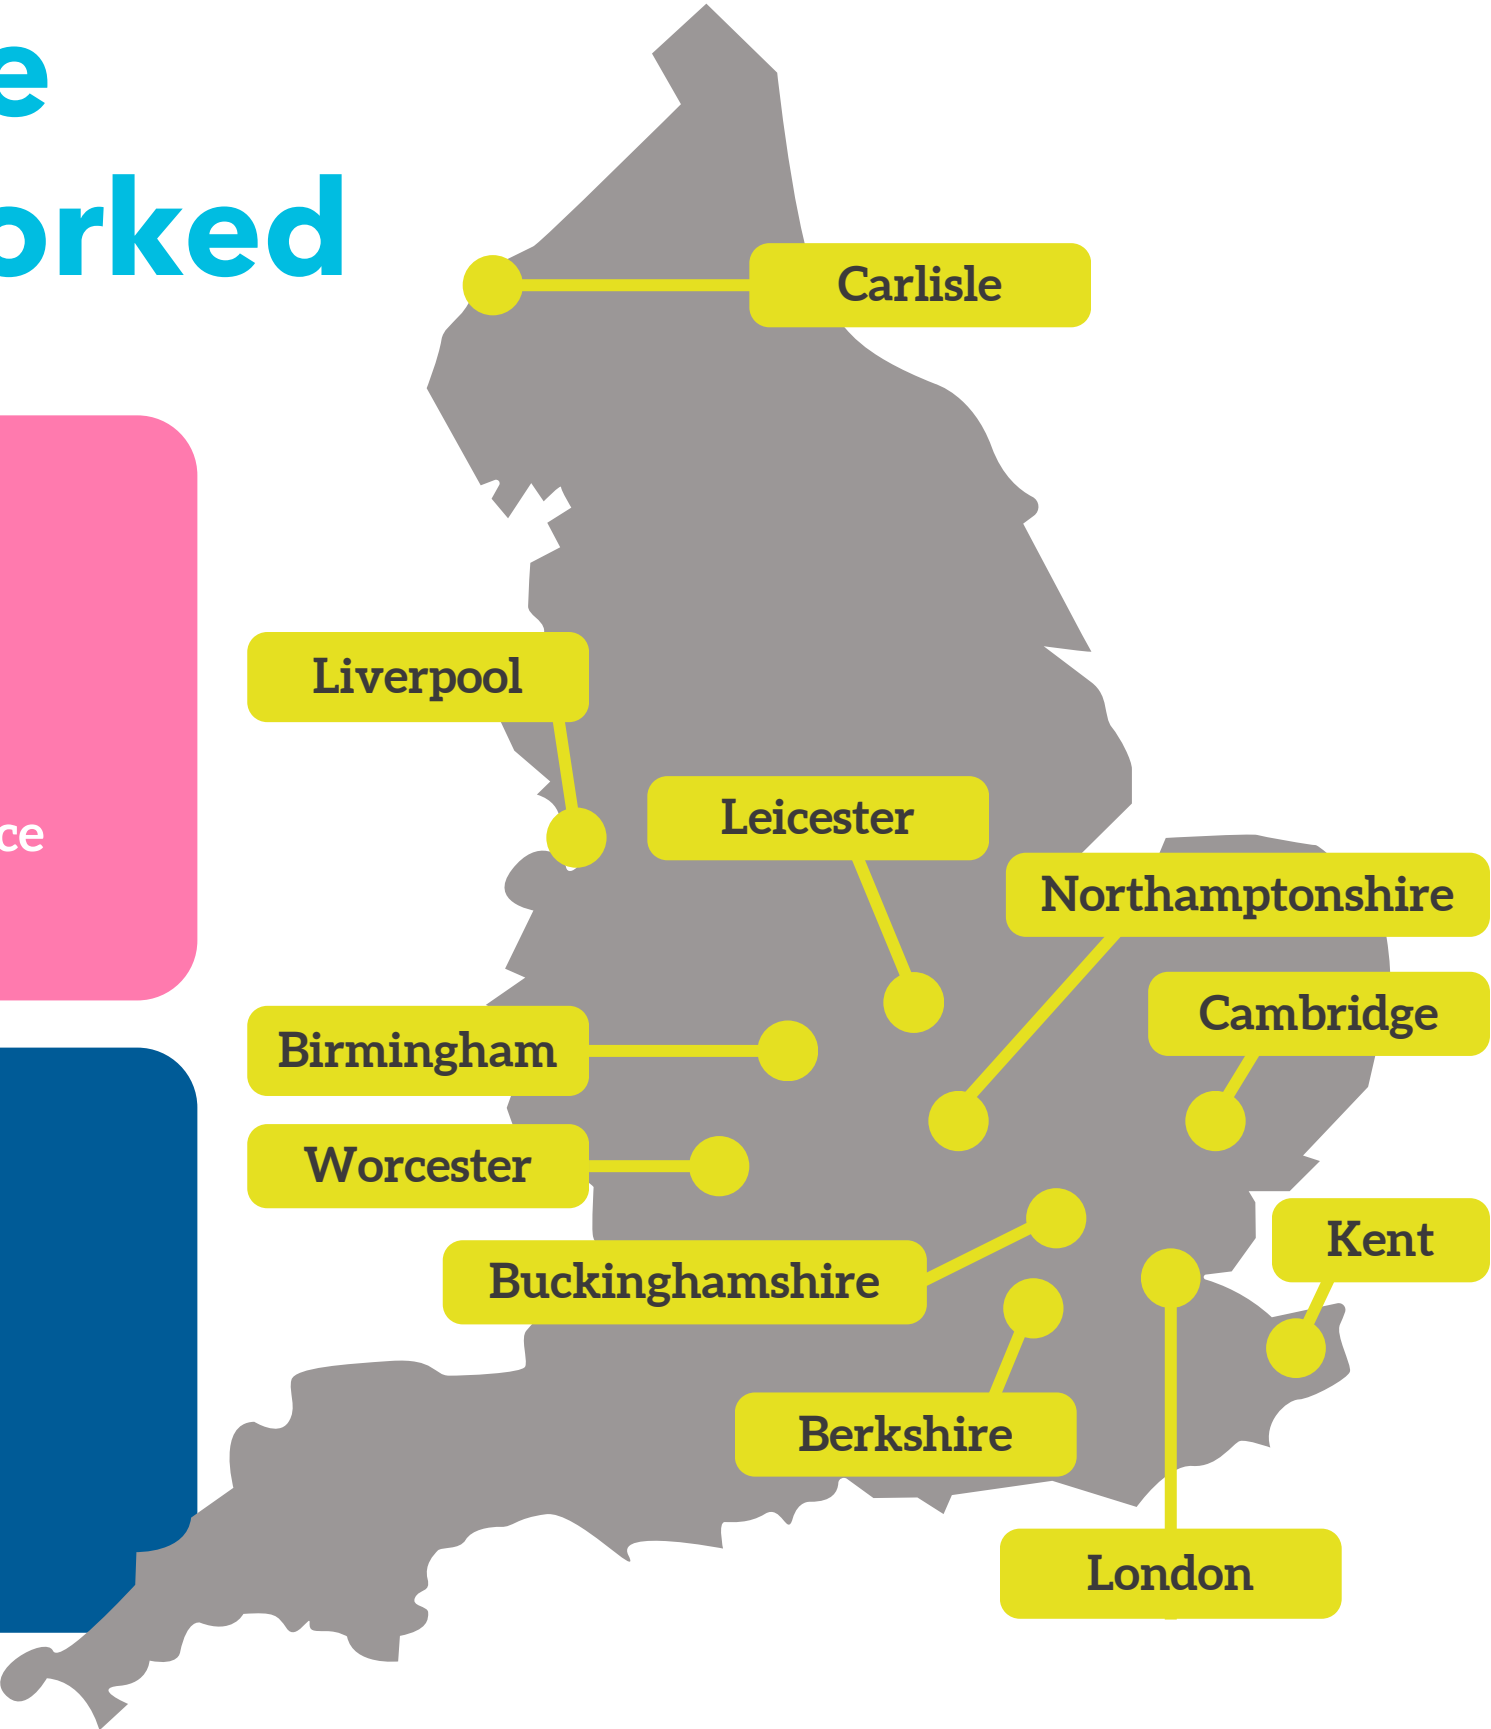 e
orked
Carlisle
Liverpool
Leicester
ce
Northamptonshire
Cambridge
Birmingham
Worcester
Kent
Buckinghamshire
Berkshire
London